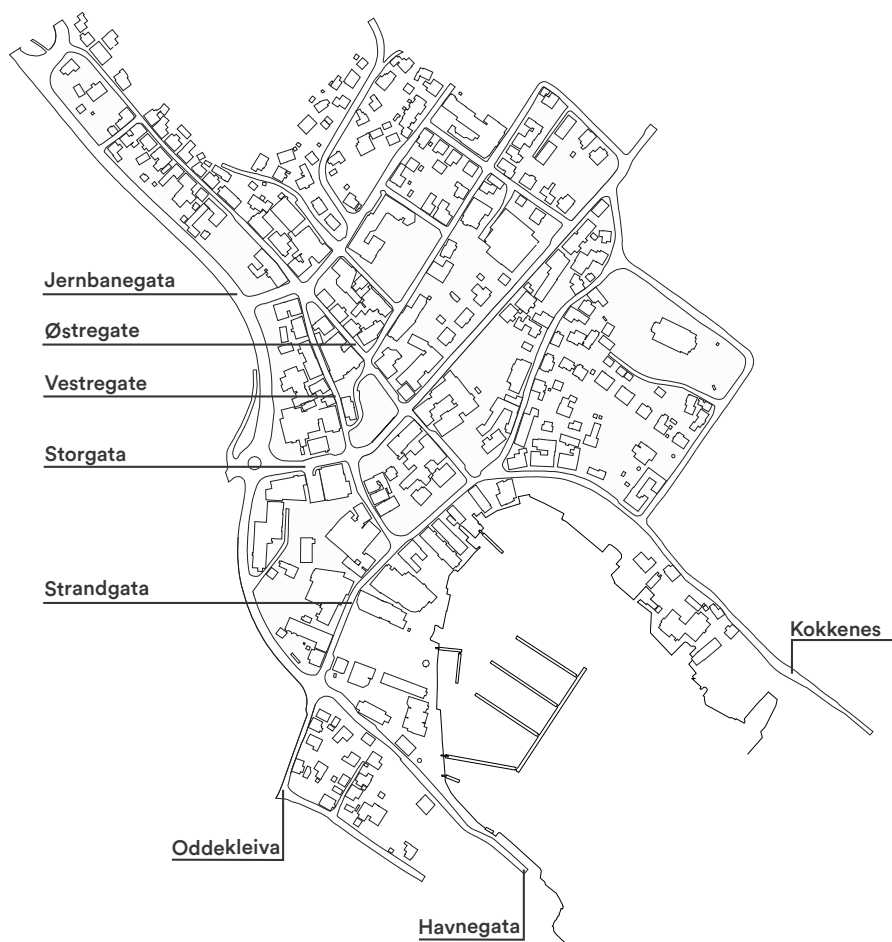 Jernbanegata
Østregate
Vestregate
Storgata
Strandgata
Kokkenes
Oddekleiva
Havnegata